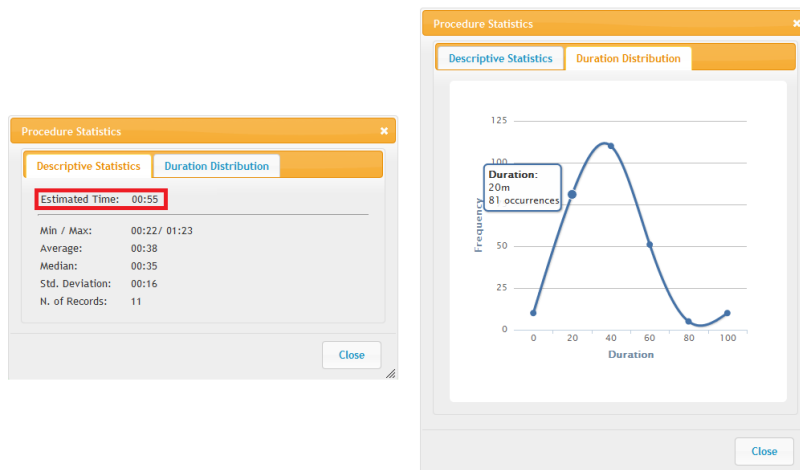 Procedure Statistics
Descriptive Statistics Duration Distribution
Estimated Time: 00:55
Min / Max: 00:22/ 01:23
Average: 00:38
Median: 00:35
Std. Deviation: 00:16
N. of Records: 11
Close
Procedure Statistics
Descriptive Statistics Duration Distribution
125
100
Duration:
20m
81 occurrences
Frequency
50
25
0
0 20 40 60 80 100
Duration
Close